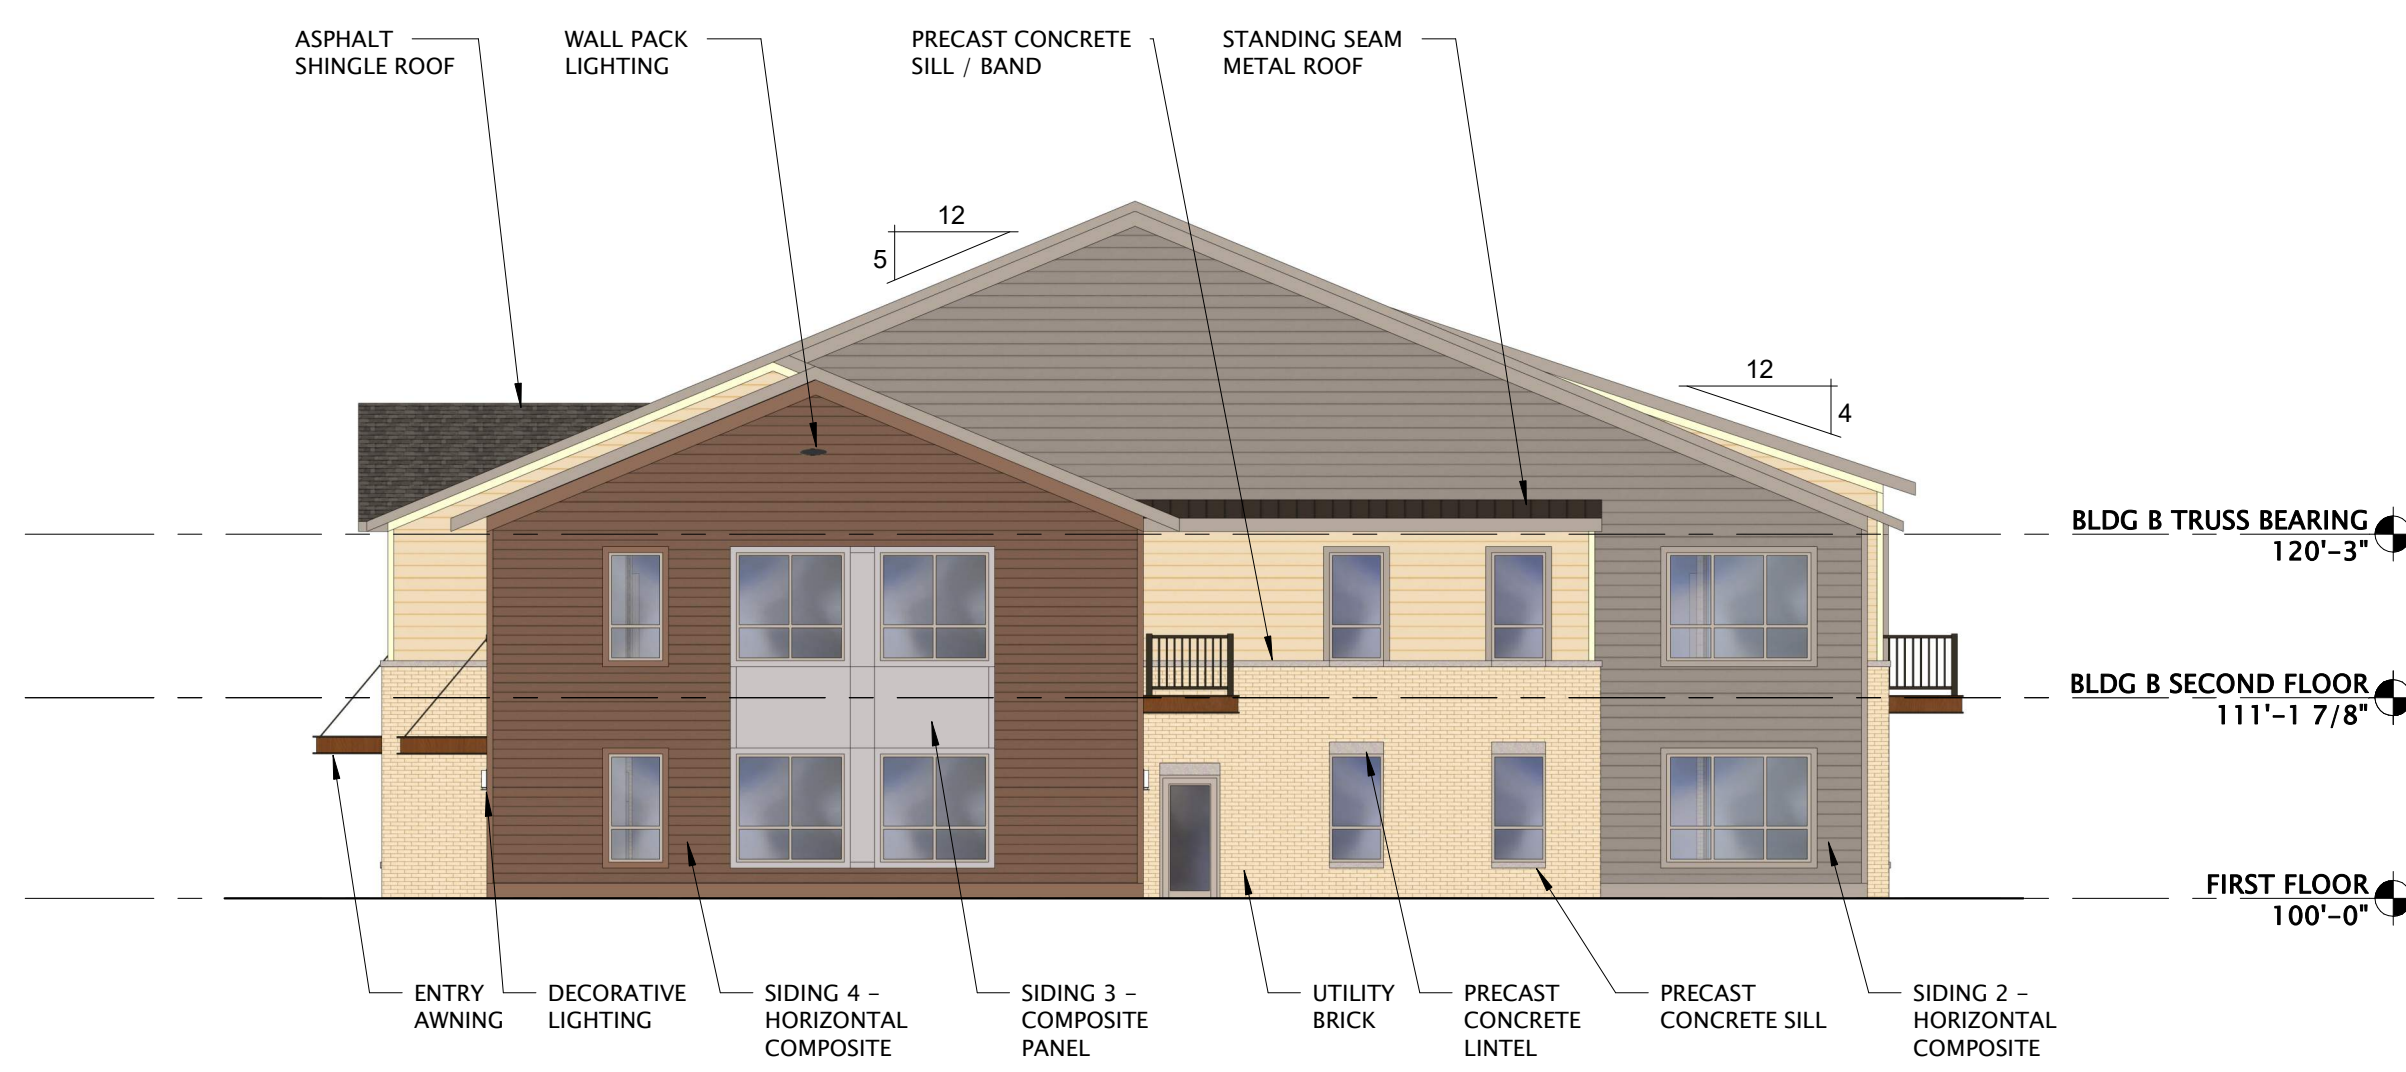 ASPHALT
SHINGLE ROOF
WALL PACK
LIGHTING
PRECAST CONCRETE
SILL / BAND
STANDING SEAM
METAL ROOF
12
5
12
4
BLDG B TRUSS BEARING
120'-3"
BLDG B SECOND FLOOR
111'-1 7/8"
FIRST FLOOR
100'-0"
ENTRY
AWNING
DECORATIVE
LIGHTING
SIDING 4 -
HORIZONTAL
COMPOSITE
SIDING 3 -
COMPOSITE
PANEL
UTILITY
BRICK
PRECAST
CONCRETE
LINTEL
PRECAST
CONCRETE SILL
SIDING 2 -
HORIZONTAL
COMPOSITE